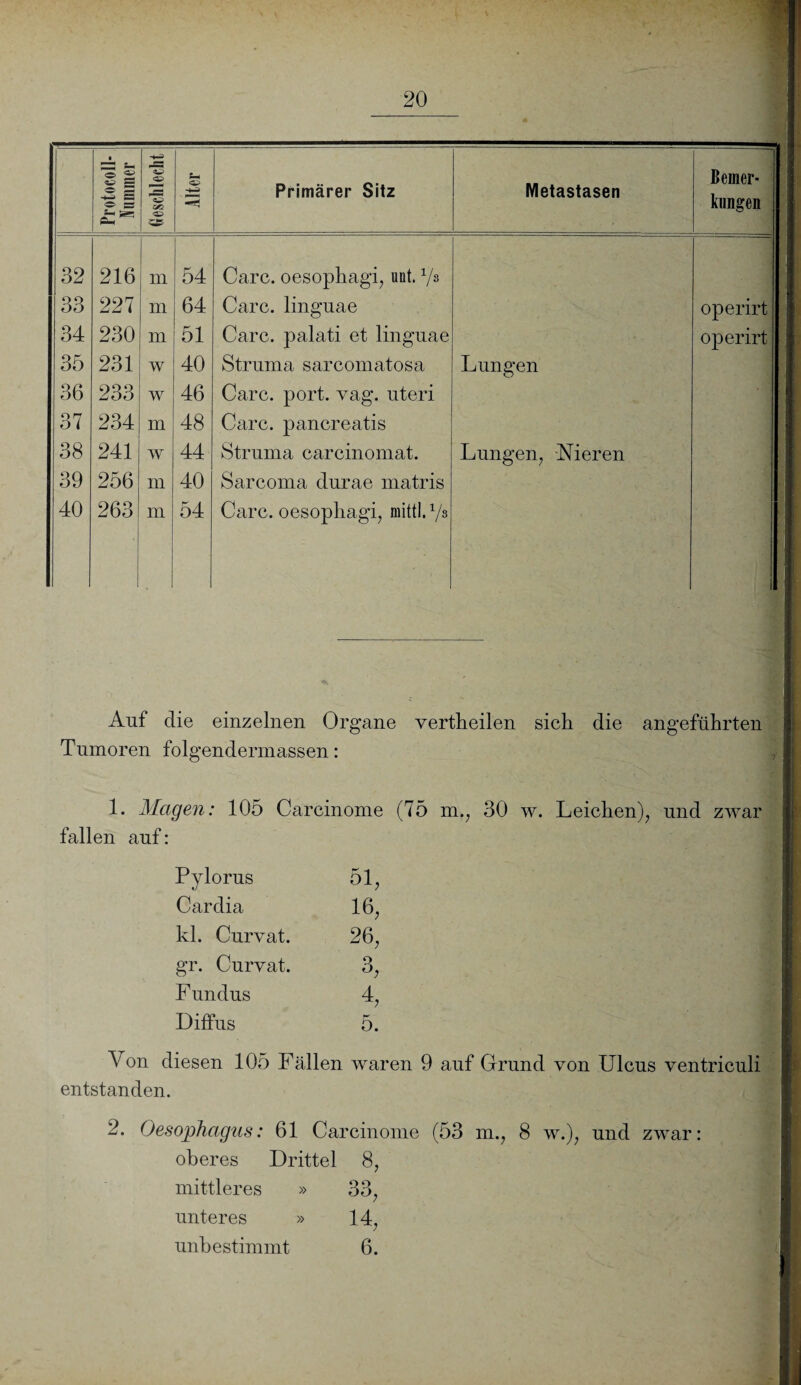 20
Protocoll-Nummer Geschlecht Alter Primärer Sitz Metastasen Bemer-kungen
32 216 m 54 Carc. oesophagi, unt. 1/3
33 227 m 64 Carc. linguae operirt
34 230 m 51 Carc. palati et linguae operirt
35 231 w 40 Struma sarcomatosa Lungen
36 233 w 46 Carc. port. vag. uteri
37 234 m 48 Carc. pancreatis
38 241 w 44 Struma carcinomat. Lungen, Nieren
39 256 m 40 Sarcoma durae matris
40 263 m 54 Carc. oesophagi, mittl. 1/3
Auf die einzelnen Organe vertheilen sich die angeführten
Tumoren folgendermassen:
1. Magen: 105 Carcinome (75 m., 30 w. Leichen), und zwar
fallen auf:
Pylorus 51,
Cardia 16,
kl. Curvat. 26,
gr. Curvat. 3,
Fundus 4,
Diffus 5.
Von diesen 105 Fällen waren 9 auf Grund von Ulcus ventriculi
entstanden.
2. Oesophagus: 61 Carcinome (53 m., 8 w.), und zwar:
oberes Drittel 8,
mittleres » 33,
unteres » 14,
unbestimmt 6.